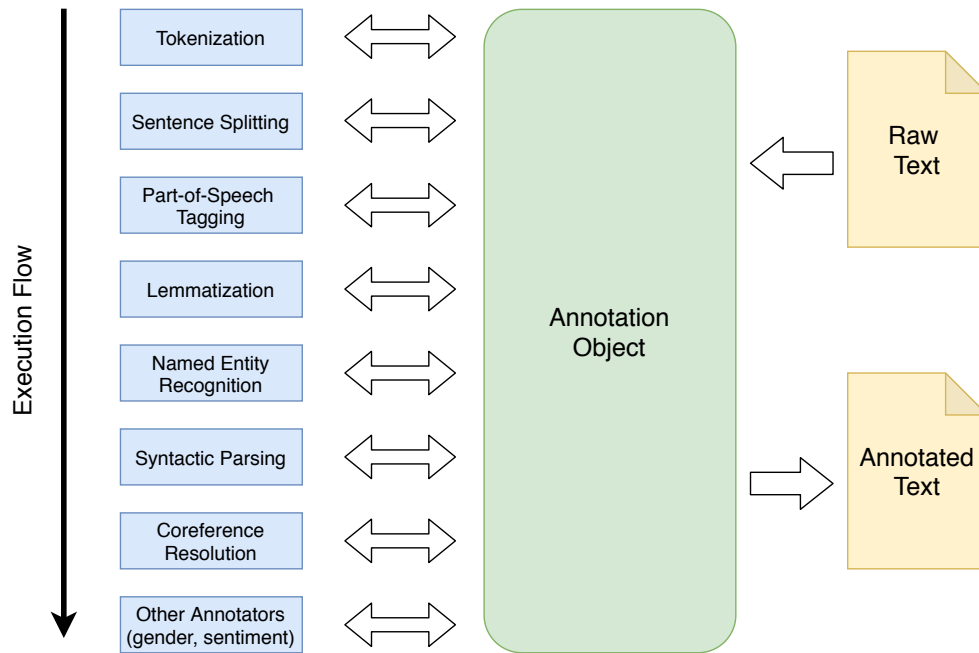 Execution Flow
Tokenization
Sentence Splitting
Part-of-Speech
Tagging
Lemmatization
Named Entity
Recognition
Syntactic Parsing
Coreference
Resolution
Other Annotators
(gender, sentiment)
Annotation
Object
Raw
Text
Annotated
Text